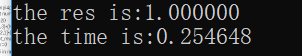 the res is:1.000000
the time is:0.254648